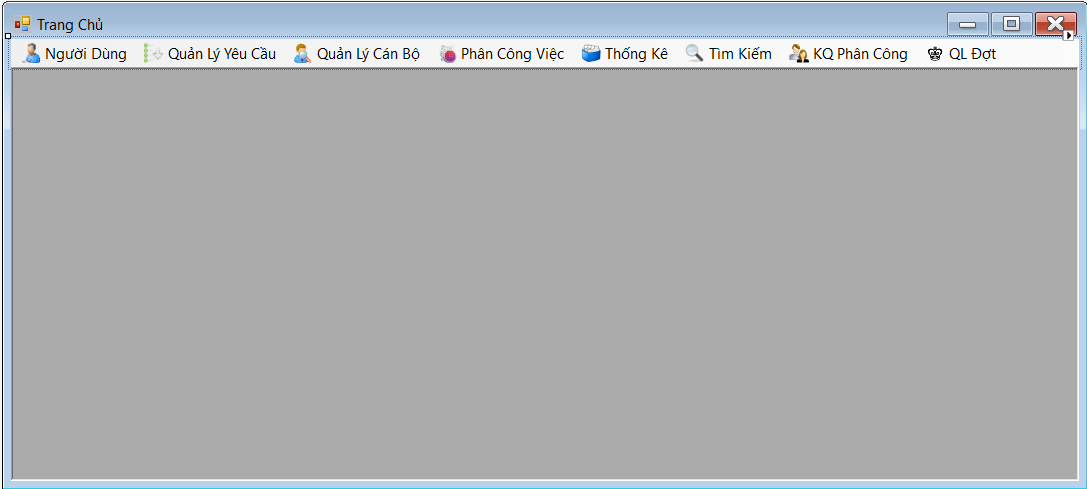 Trang Chủ
Người Dùng Quản Lý Yêu Cầu Quản Lý Cán Bộ Phân Công Việc Thống Kê Tìm Kiếm KQ Phân Công QL Đợt